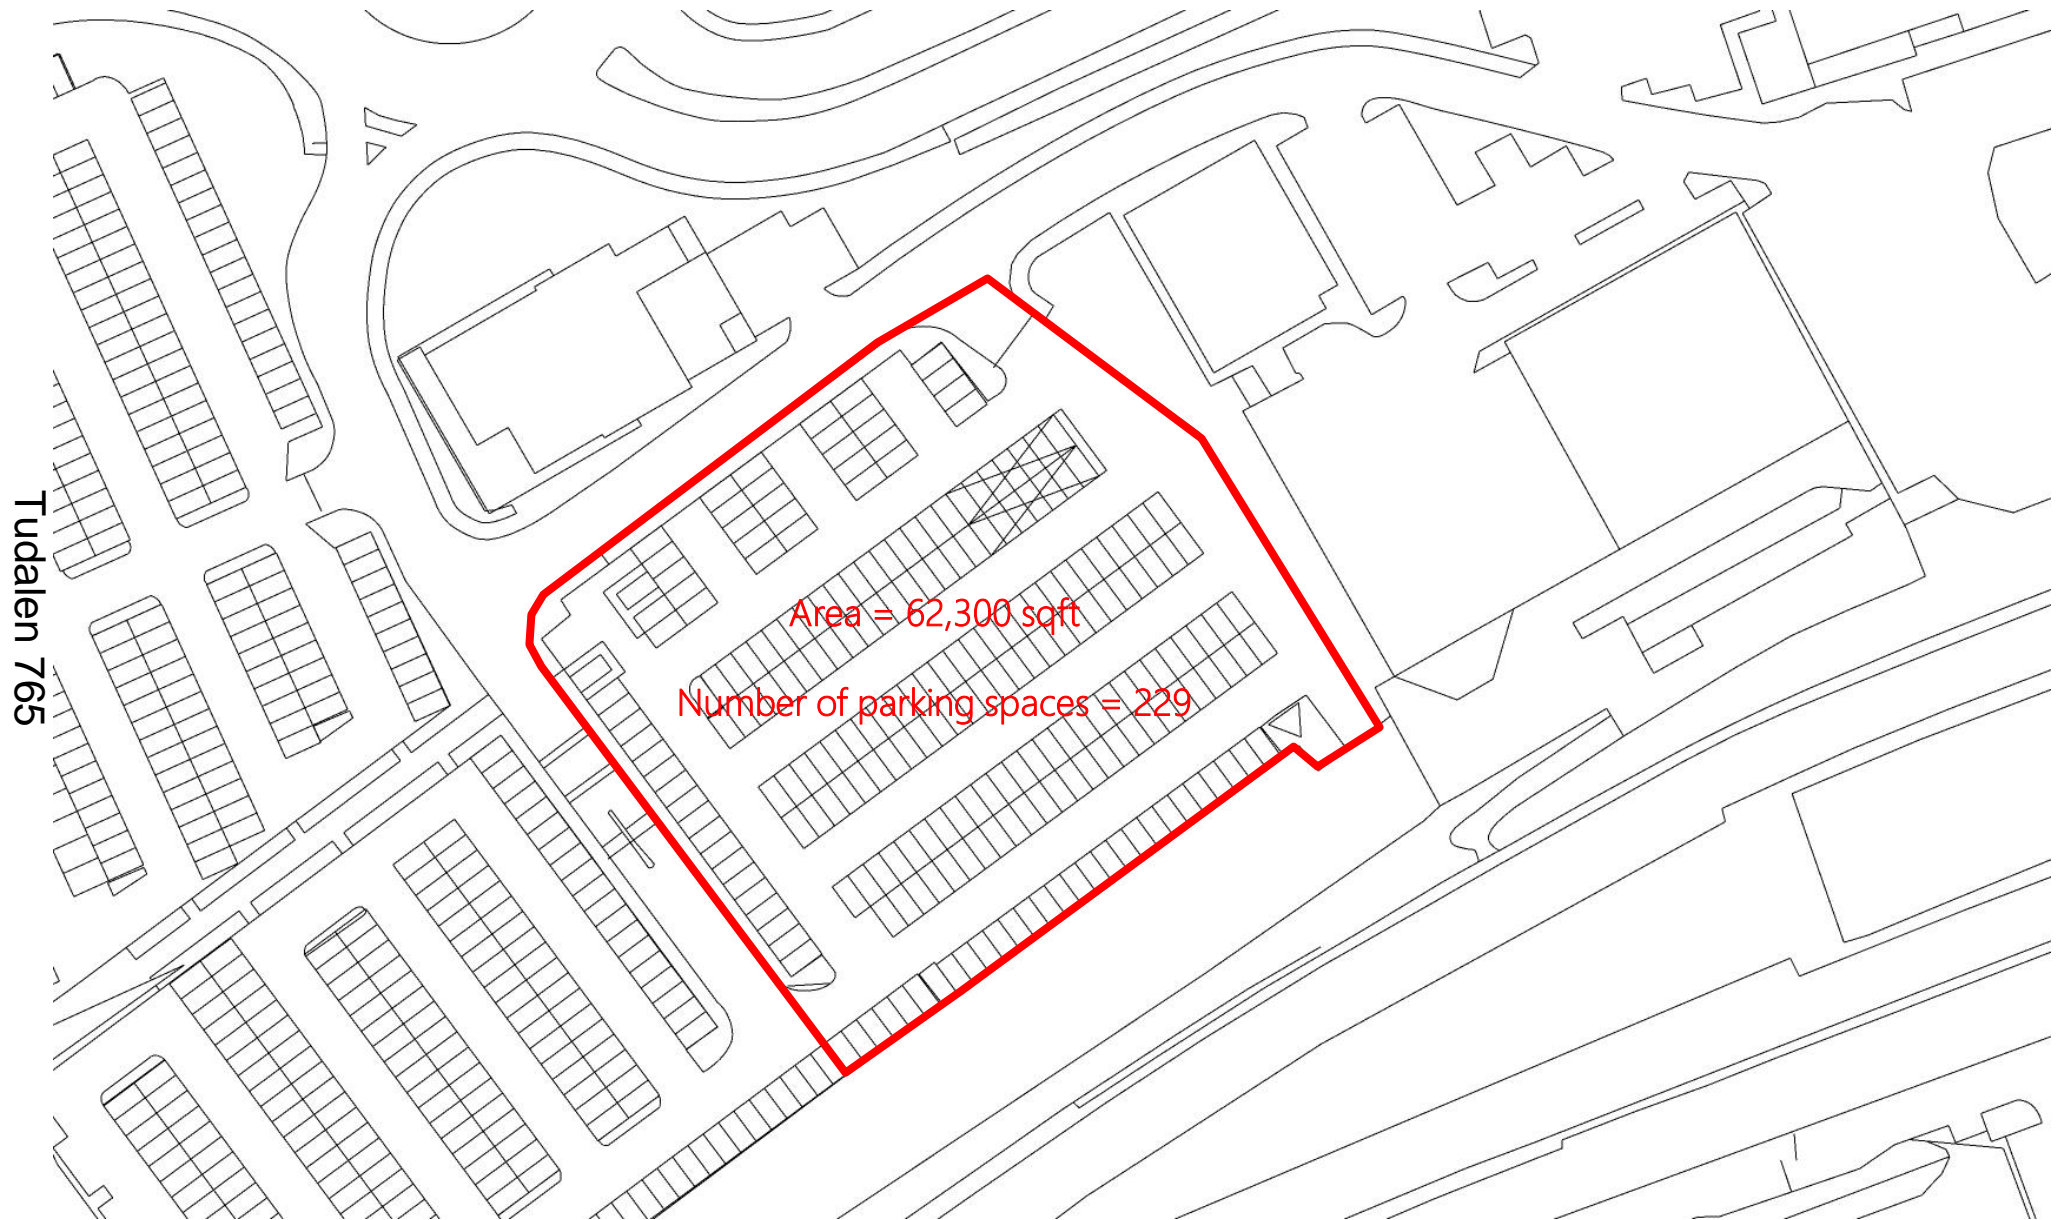 Area = 62,300 sqft
Number of parking spaces = 229
Tudalen 765